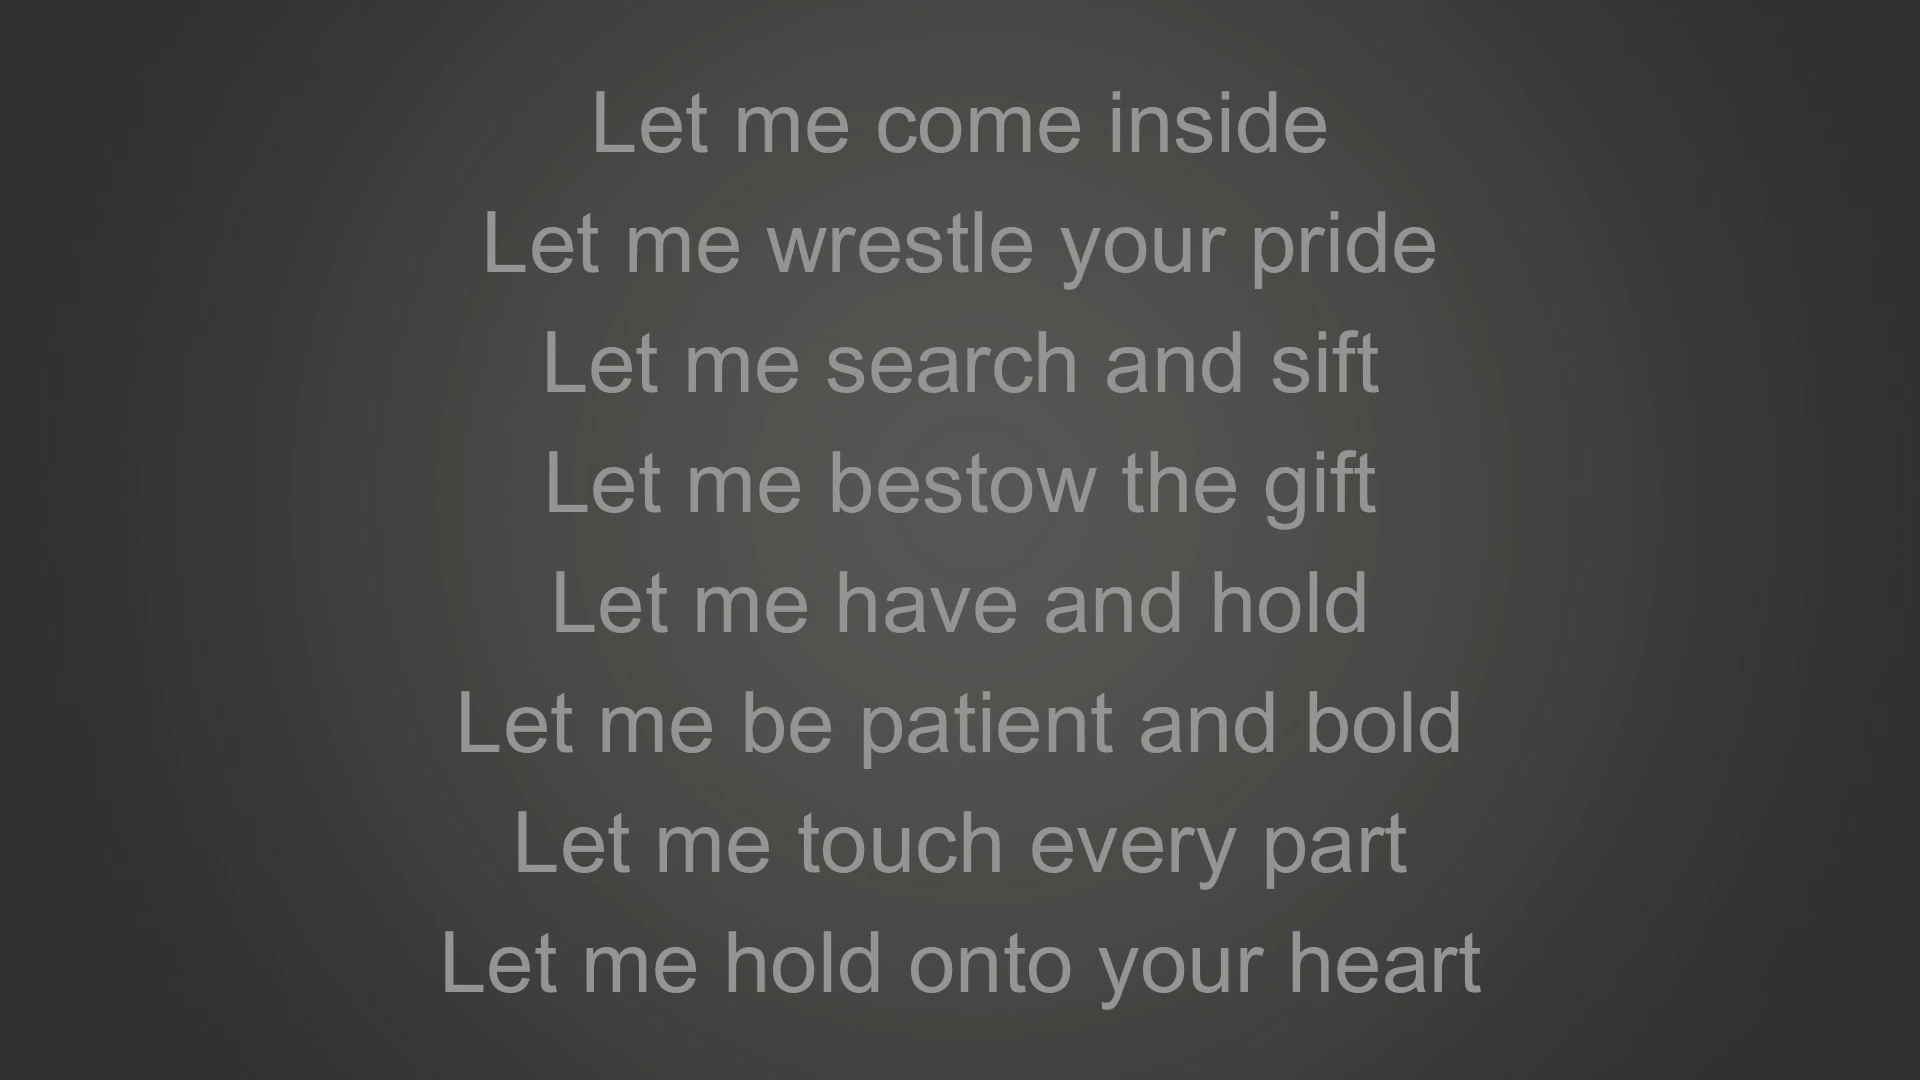 Let me come inside
Let me wrestle your pride
Let me search and sift
Let me bestow the gift
Let me have and hold
Let me be patient and bold
Let me touch every part
Let me hold onto your heart